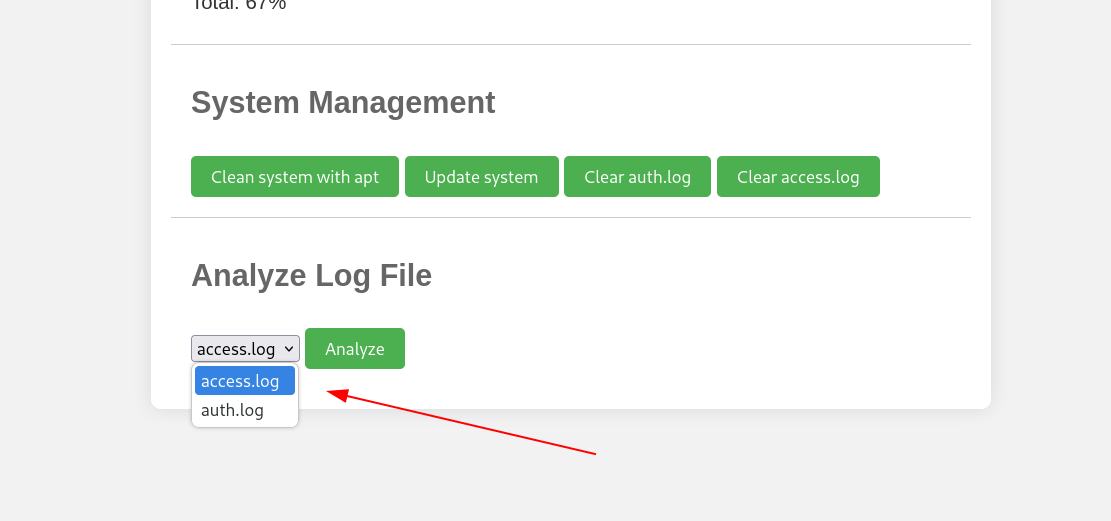 Total: 67%
System Management
Clean system with apt Update system Clear auth.log Clear access.log
Analyze Log File
access.log Analyze
access.log
auth.log